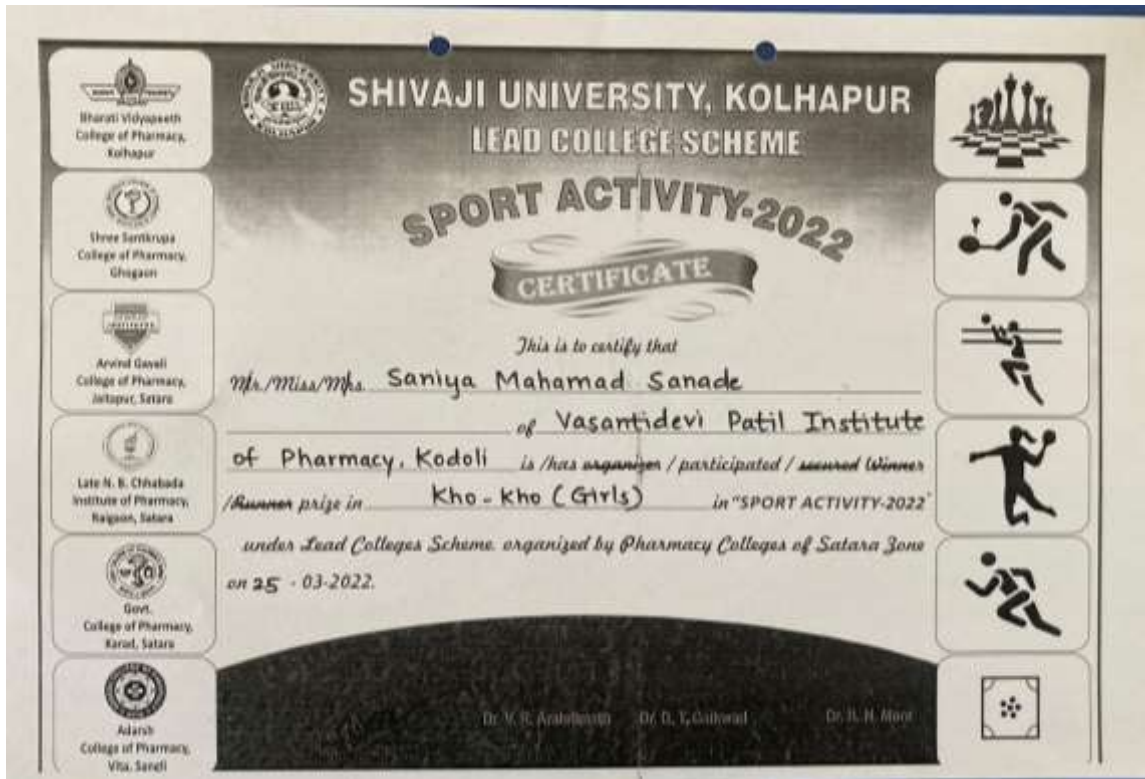 SHIVAJI UNIVERSITY, KOLHAPUR
LEAD COLLEGE SCHEME
SPORT ACTIVITY-2022
CERTIFICATE
This is to certify that
Mr./Miss/Mrs. Saniya Mahamad Sanade
of Vasantidevi Patil Institute
of Pharmacy, Kodoli is /has organizer / participated / secured Winner
/Runner prize in Kho-Kho (Girls) in "SPORT ACTIVITY-2022"
under Lead Colleges Scheme organized by Pharmacy Colleges of Satara Zone
on 25 - 03-2022.
Dr. D. T. Gaikwad
Bharati Vidyapeeth
College of Pharmacy,
Kolhapur
Shree Santkrupa
College of Pharmacy,
Ghogaon
Arvind Gavali
College of Pharmacy,
Jaitapur, Satara
Late N. B. Chhabada
Institute of Pharmacy,
Raigaon, Satara
Govt.
College of Pharmacy,
Karad, Satara
Adarsh
College of Pharmacy,
Vita, Sangli